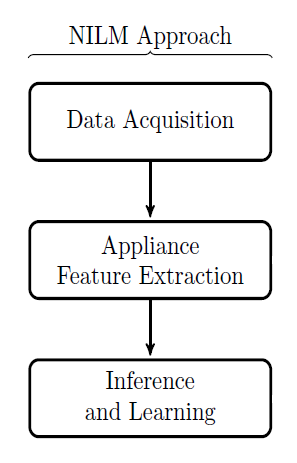 NILM Approach
Data Acquisition
Appliance
Feature Extraction
Inference
and Learning